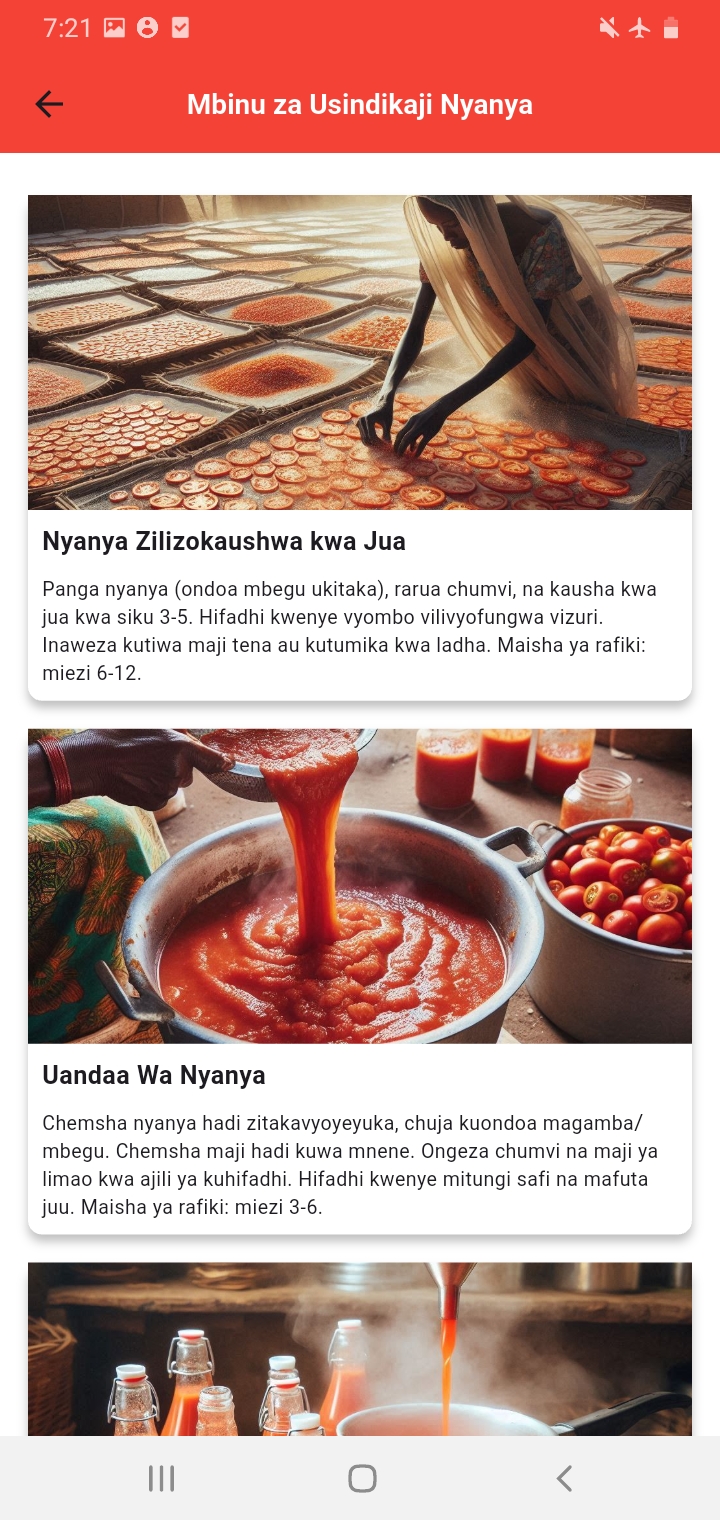 7:21
Mbinu za Usindikaji Nyanya
Nyanya Zilizokaushwa kwa Jua
Panga nyanya (ondoa mbegu ukitaka), rarua chumvi, na kausha kwa
jua kwa siku 3-5. Hifadhi kwenye vyombo vilivyofungwa vizuri.
Inaweza kutiwa maji tena au kutumika kwa ladha. Maisha ya rafiki:
miezi 6-12.
Uandaa Wa Nyanya
Chemsha nyanya hadi zitakavyoyeyuka, chuja kuondoa magamba/
mbegu. Chemsha maji hadi kuwa mnene. Ongeza chumvi na maji ya
limao kwa ajili ya kuhifadhi. Hifadhi kwenye mitungi safi na mafuta
juu. Maisha ya rafiki: miezi 3-6.